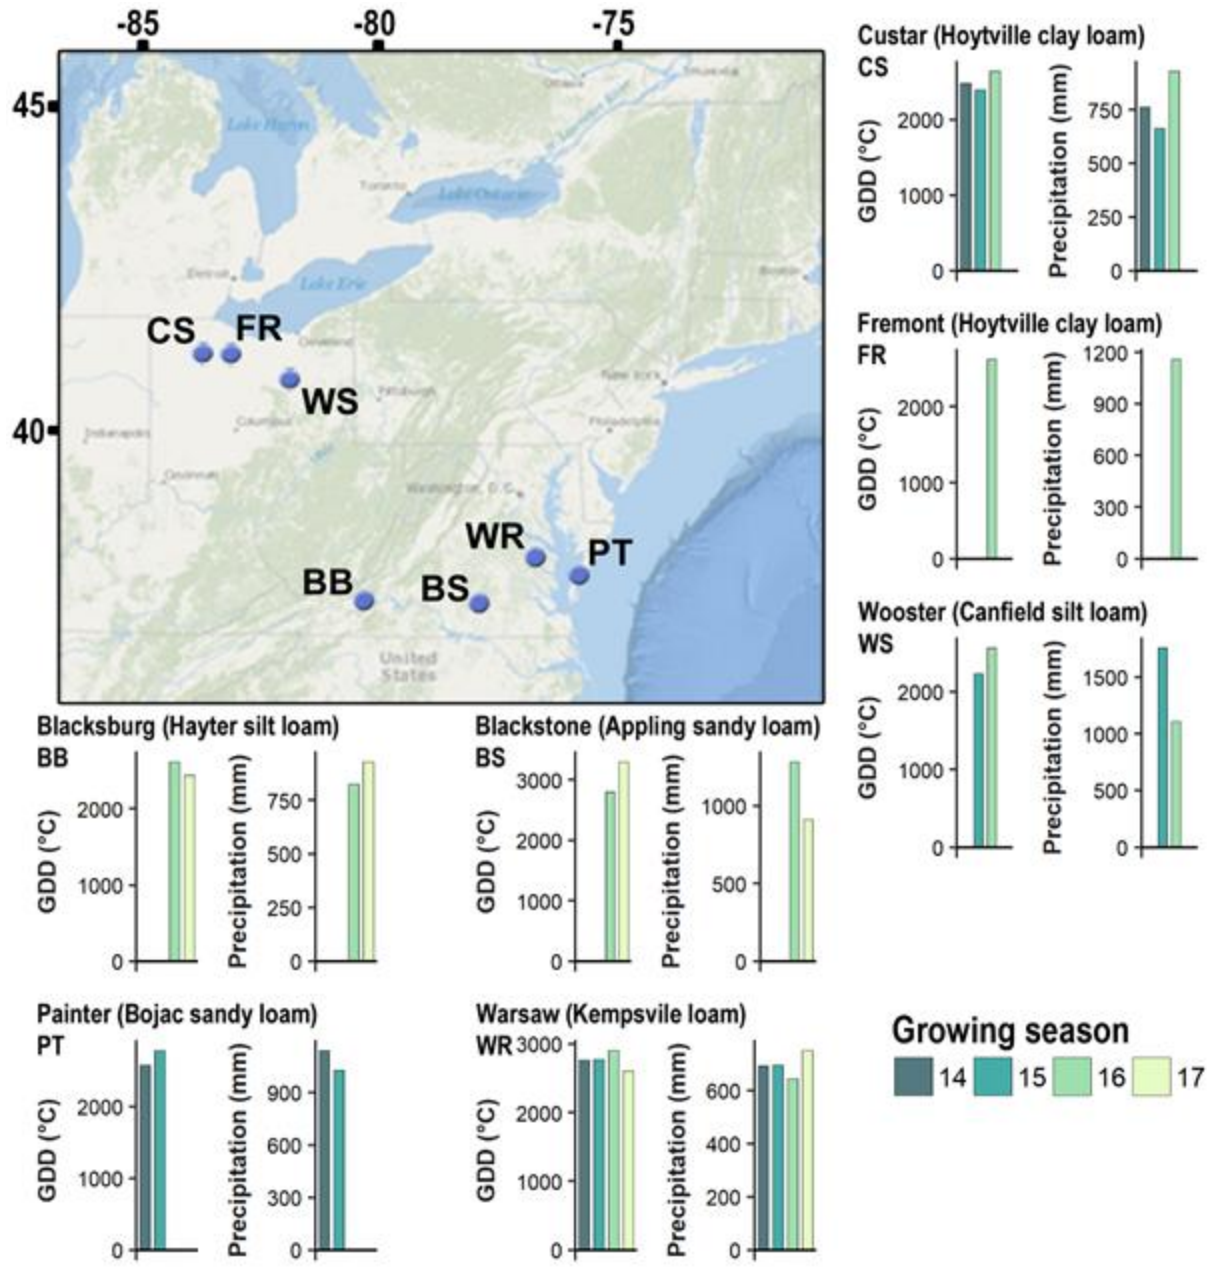 -85
-80
-75
45
40
Lake Huron
Ottawa
Toronto
Lake Ontario
Detroit
Lake Erie
Boston
CS
FR
Cleveland
WS
New York
Pittsburgh
Indianapolis
Columbus
Philadelphia
Cincinnati
Washington, D.C.
WR
PT
BB
BS
United
States
Custar (Hoytville clay loam)
CS
GDD (°C)
2000
1000
0
Precipitation (mm)
750
500
250
0
Fremont (Hoytville clay loam)
FR
GDD (°C)
2000
1000
0
Precipitation (mm)
1200
900
600
300
0
Wooster (Canfield silt loam)
WS
GDD (°C)
2000
1000
0
Precipitation (mm)
1500
1000
500
0
Blacksburg (Hayter silt loam)
BB
GDD (°C)
2000
1000
0
Precipitation (mm)
750
500
250
0
Blackstone (Appling sandy loam)
BS
GDD (°C)
3000
2000
1000
0
Precipitation (mm)
1000
500
0
Painter (Bojac sandy loam)
PT
GDD (°C)
2000
1000
0
Precipitation (mm)
900
600
300
0
Warsaw (Kempsvile loam)
WR
GDD (°C)
3000
2000
1000
0
Precipitation (mm)
600
400
200
0
Growing season
14 15 16 17